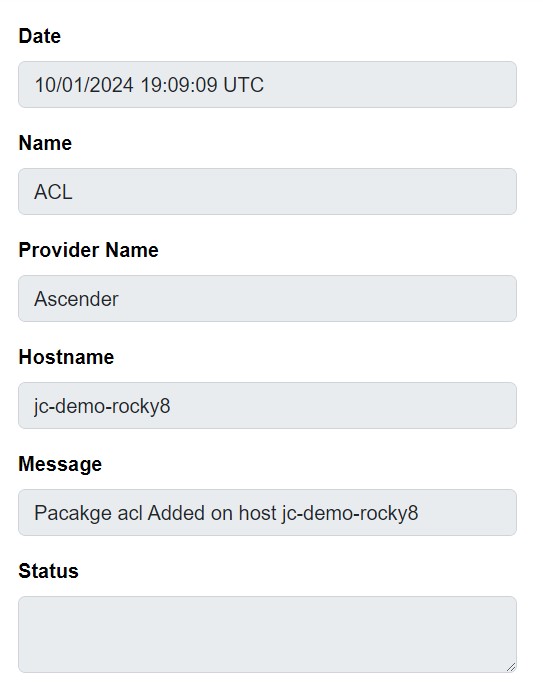 Date
10/01/2024 19:09:09 UTC
Name
ACL
Provider Name
Ascender
Hostname
jc-demo-rocky8
Message
Pacakge acl Added on host jc-demo-rocky8
Status